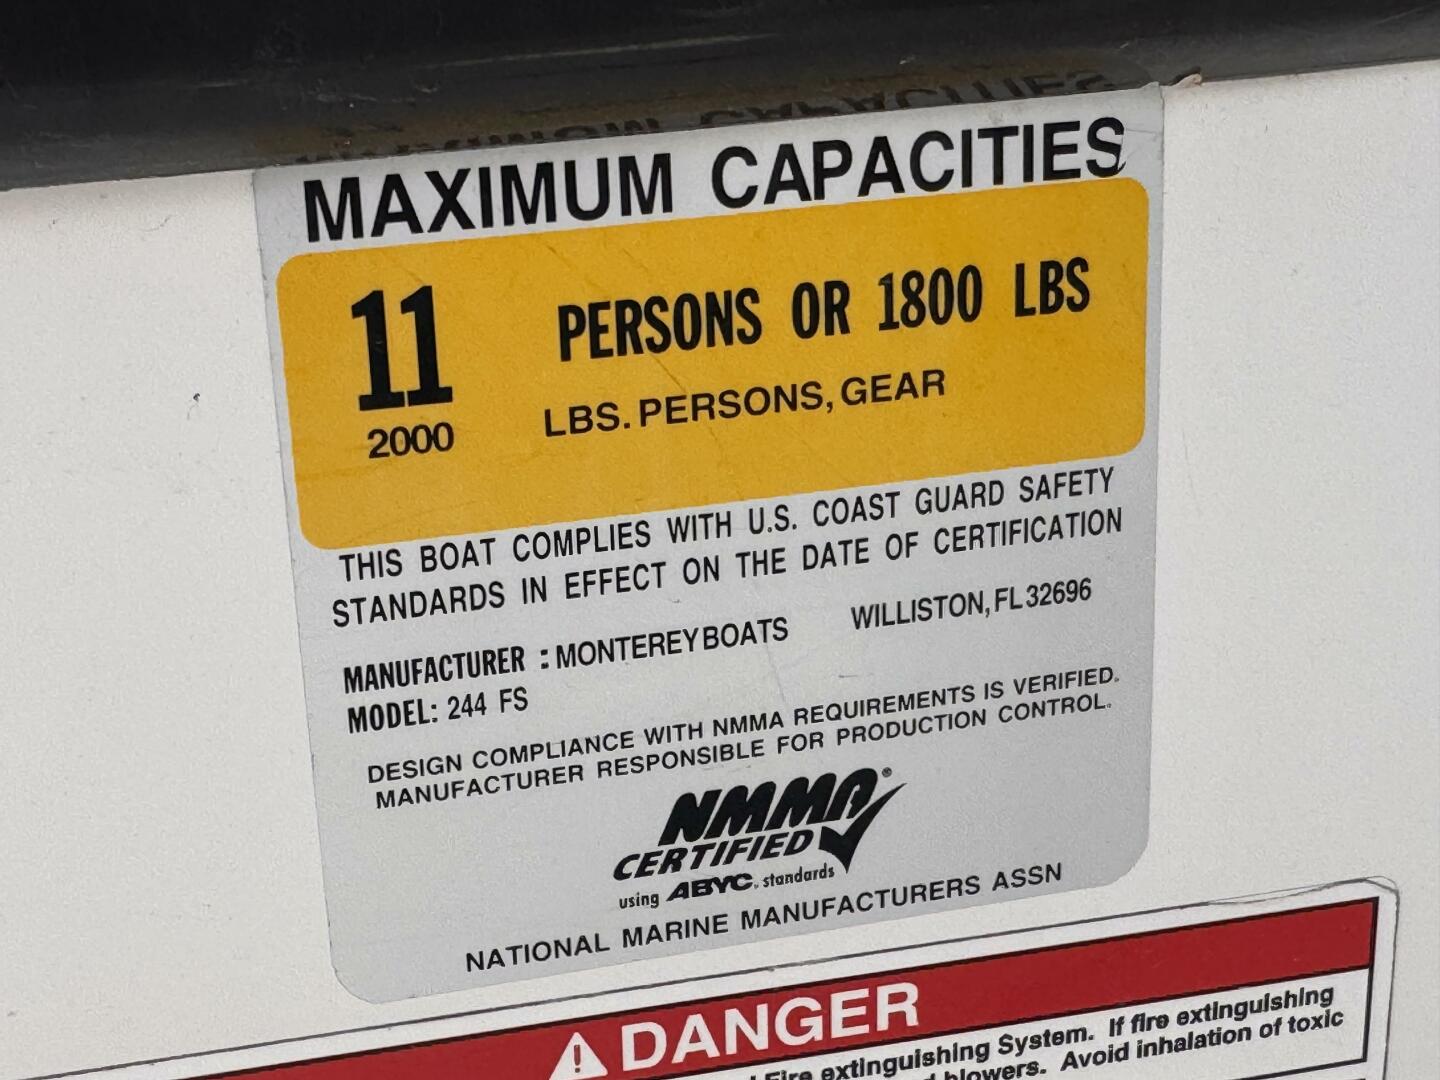 MAXIMUM CAPACITIES
11 PERSONS OR 1800 LBS
2000 LBS. PERSONS, GEAR
THIS BOAT COMPLIES WITH U.S. COAST GUARD SAFETY
STANDARDS IN EFFECT ON THE DATE OF CERTIFICATION
MANUFACTURER : MONTEREY BOATS WILLISTON, FL 32696
MODEL: 244 FS
DESIGN COMPLIANCE WITH NMMA REQUIREMENTS IS VERIFIED.
MANUFACTURER RESPONSIBLE FOR PRODUCTION CONTROL.
NMMA®
CERTIFIED
using ABYC. standards
NATIONAL MARINE MANUFACTURERS ASSN
DANGER
Fire extinguishing System. If fire extinguishing
blowers. Avoid inhalation of toxic